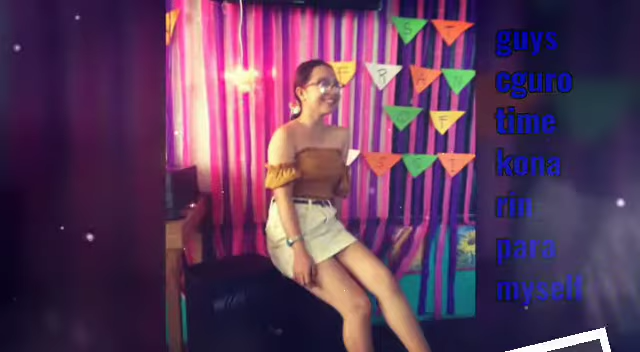 S T
F R A N
O F
S S I
guys
cguro
time
kona
rin
para
myself